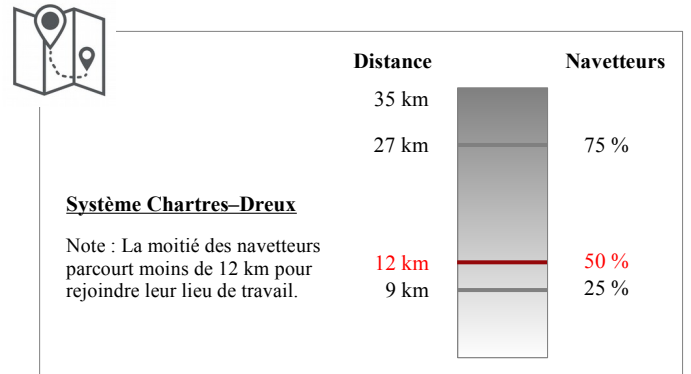 Distance Navetteurs
35 km
27 km 75 %
Système Chartres–Dreux
Note : La moitié des navetteurs
parcourt moins de 12 km pour
rejoindre leur lieu de travail.
12 km 50 %
9 km 25 %